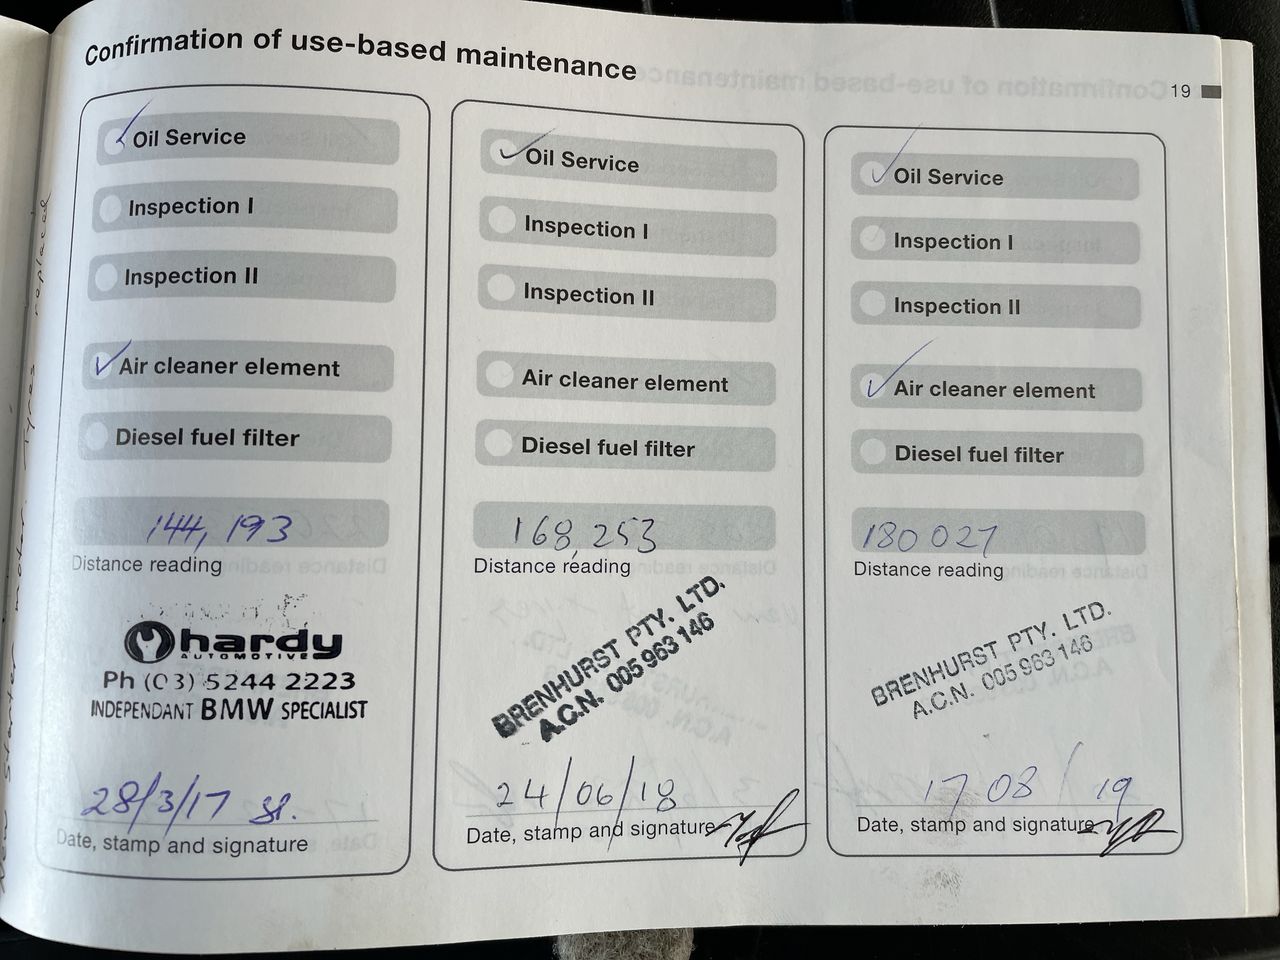 Confirmation of use-based maintenance
19
Oil Service
Inspection I
Inspection II
Air cleaner element
Diesel fuel filter
144,193
Distance reading
hardy
AUTOMOTIVE
Ph (03) 5244 2223
INDEPENDANT BMW SPECIALIST
28/3/17
Date, stamp and signature
Oil Service
Inspection I
Inspection II
Air cleaner element
Diesel fuel filter
168,253
Distance reading
BRENHURST PTY. LTD.
A.C.N. 005 963 146
24/06/18
Date, stamp and signature
Oil Service
Inspection I
Inspection II
Air cleaner element
Diesel fuel filter
180 027
Distance reading
BRENHURST PTY. LTD.
A.C.N. 005 963 146
17 08 / 19
Date, stamp and signature
Tyres replaced